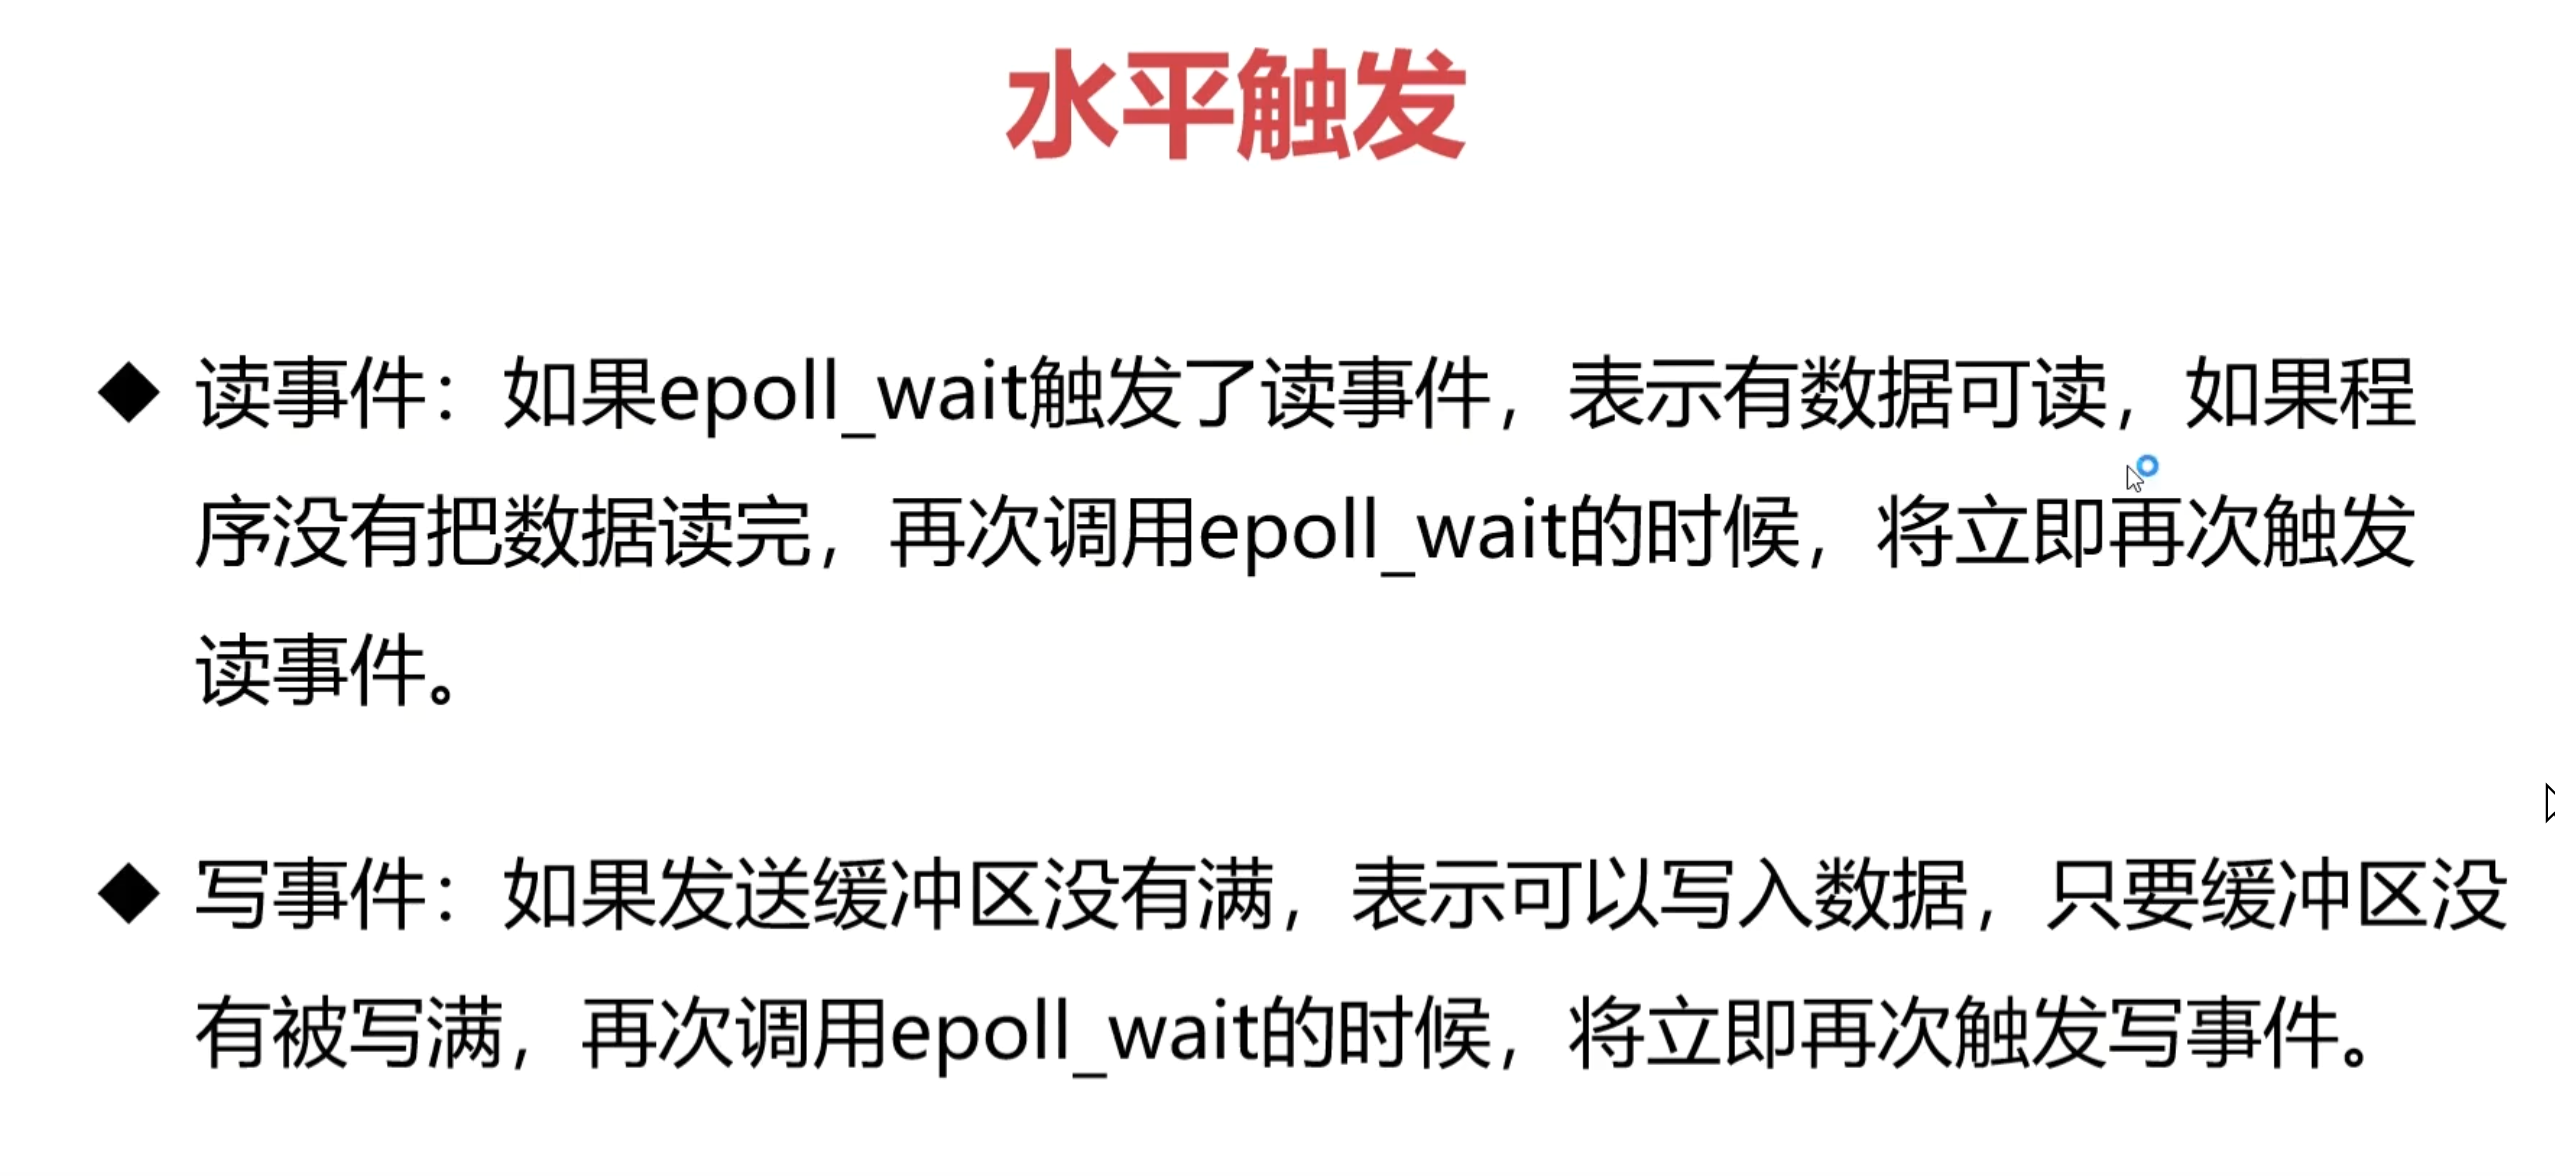 水平触发
◆ 读事件：如果epoll_wait触发了读事件，表示有数据可读，如果程
序没有把数据读完，再次调用epoll_wait的时候，将立即再次触发
读事件。
◆ 写事件：如果发送缓冲区没有满，表示可以写入数据，只要缓冲区没
有被写满，再次调用epoll_wait的时候，将立即再次触发写事件。